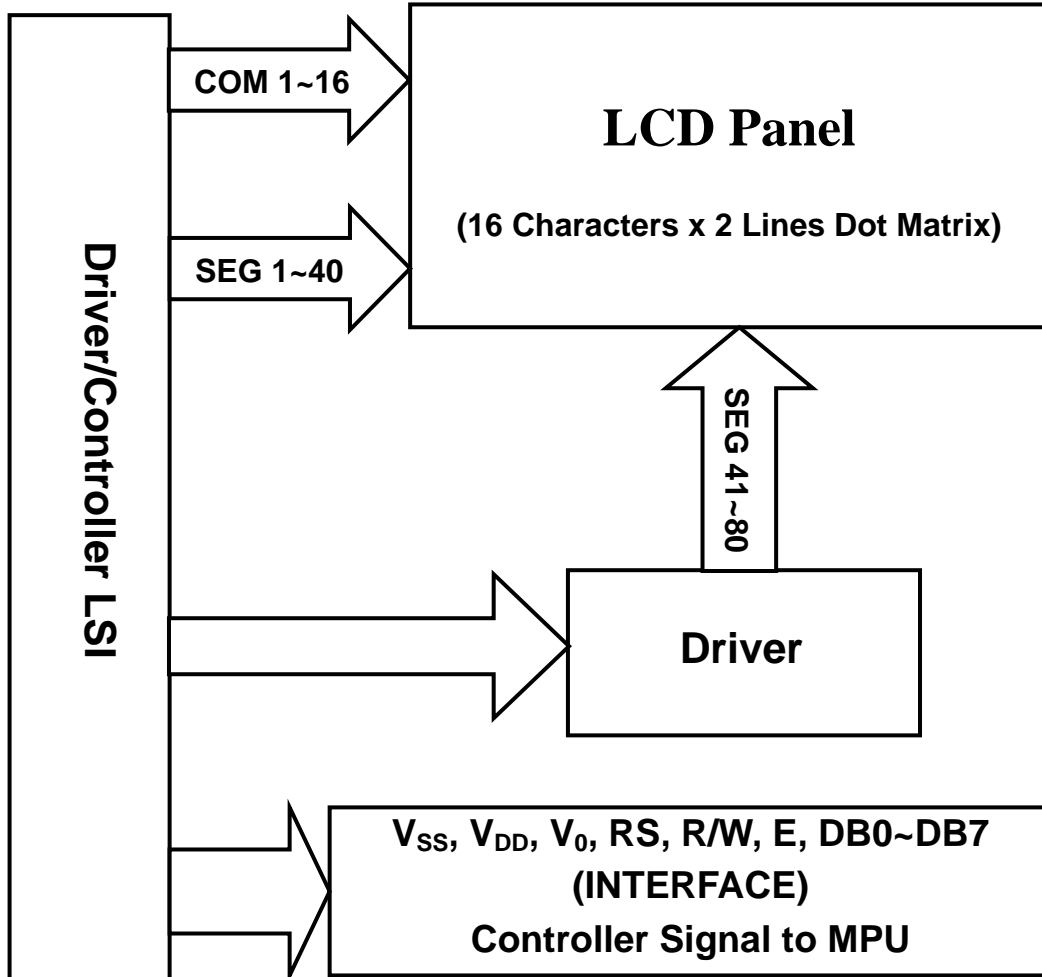 COM 1~16
LCD Panel
(16 Characters x 2 Lines Dot Matrix)
SEG 1~40
Driver/Controller LSI
SEG 41~80
Driver
VSS, VDD, V0, RS, R/W, E, DB0~DB7
(INTERFACE)
Controller Signal to MPU